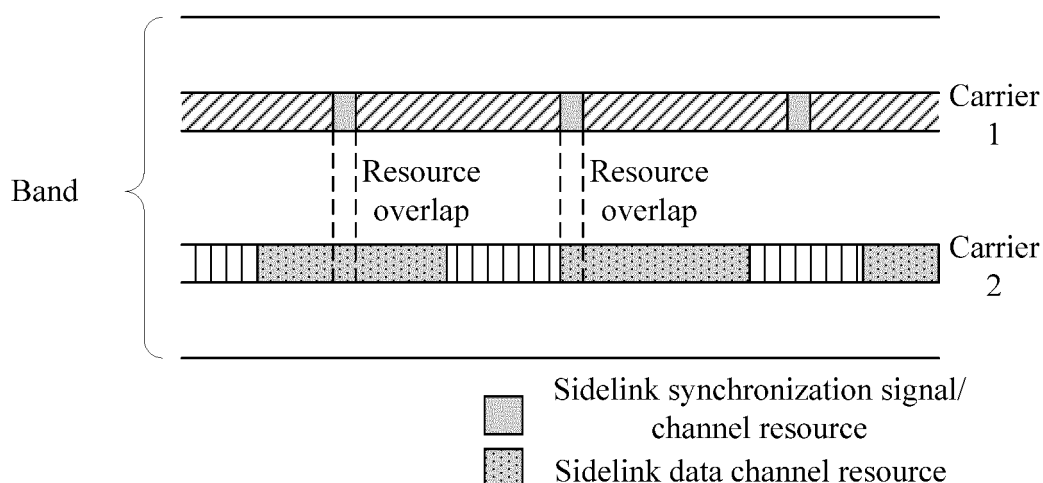 Carrier
1
Resource
overlap
Resource
overlap
Band
Carrier
2
Sidelink synchronization signal/
channel resource
Sidelink data channel resource